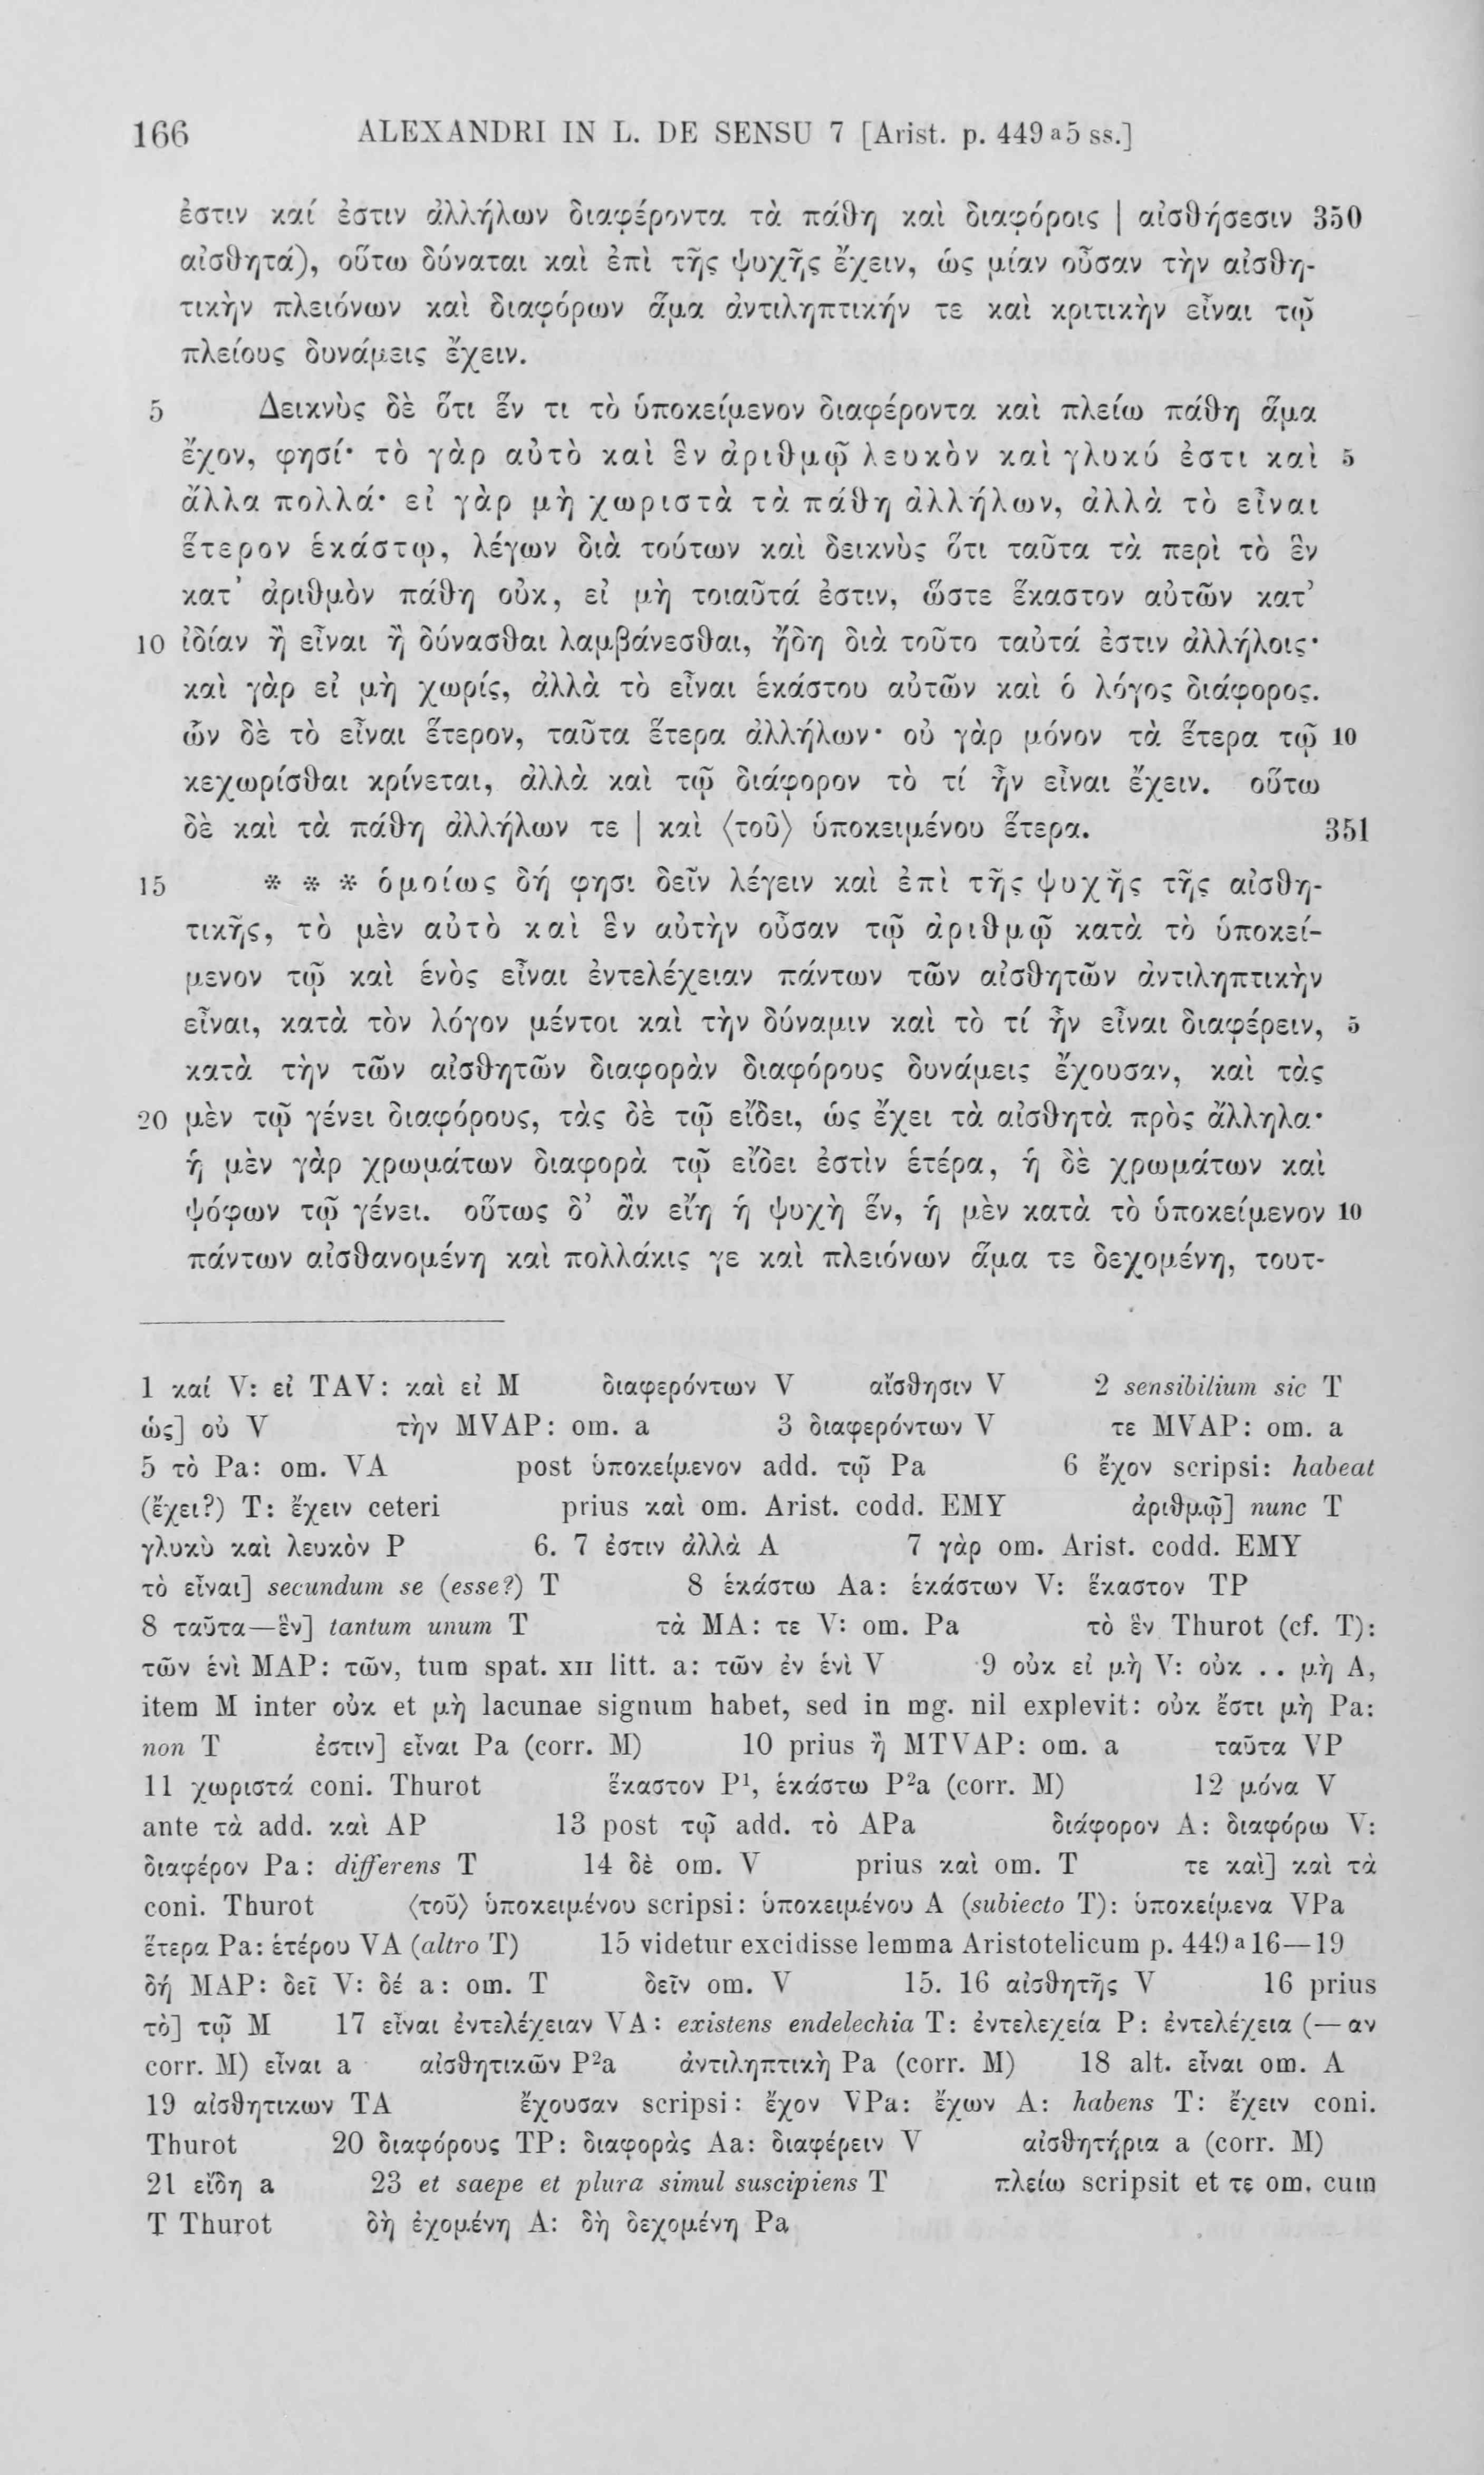 166 ALEXANDRI IN L. DE SENSU 7 [Arist. p. 449 a 5 ss.]
ἐστιν καί ἐστιν ἀλλήλων διαφέροντα τὰ πάθη καὶ διαφόροις | αἰσθήσεσιν 350
αἰσθητά), οὕτω δύναται καὶ ἐπὶ τῆς ψυχῆς ἔχειν, ὡς μίαν οὖσαν τὴν αἰσθη-
τικὴν πλειόνων καὶ διαφόρων ἅμα ἀντιληπτικήν τε καὶ κριτικὴν εἶναι τῷ
πλείους δυνάμεις ἔχειν.
5 Δεικνὺς δὲ ὅτι ἕν τι τὸ ὑποκείμενον διαφέροντα καὶ πλείω πάθη ἅμα
ἔχον, φησί· τὸ γὰρ αὐτὸ καὶ ἓν ἀριθμῷ λευκὸν καὶ γλυκύ ἐστι καὶ 5
ἄλλα πολλά· εἰ γὰρ μὴ χωριστὰ τὰ πάθη ἀλλήλων, ἀλλὰ τὸ εἶναι
ἕτερον ἑκάστῳ, λέγων διὰ τούτων καὶ δεικνὺς ὅτι ταῦτα τὰ περὶ τὸ ἓν
κατ᾽ ἀριθμὸν πάθη οὐκ, εἰ μὴ τοιαῦτά ἐστιν, ὥστε ἕκαστον αὐτῶν κατ᾽
10 ἰδίαν ἢ εἶναι ἢ δύνασθαι λαμβάνεσθαι, ἤδη διὰ τοῦτο ταὐτά ἐστιν ἀλλήλοις·
καὶ γὰρ εἰ μὴ χωρίς, ἀλλὰ τὸ εἶναι ἑκάστου αὐτῶν καὶ ὁ λόγος διάφορος.
ὧν δὲ τὸ εἶναι ἕτερον, ταῦτα ἕτερα ἀλλήλων· οὐ γὰρ μόνον τὰ ἕτερα τῷ 10
κεχωρίσθαι κρίνεται, ἀλλὰ καὶ τῷ διάφορον τὸ τί ἦν εἶναι ἔχειν. οὕτω
δὲ καὶ τὰ πάθη ἀλλήλων τε | καὶ ⟨τοῦ⟩ ὑποκειμένου ἕτερα. 351
15 * * * ὁμοίως δή φησι δεῖν λέγειν καὶ ἐπὶ τῆς ψυχῆς τῆς αἰσθη-
τικῆς, τὸ μὲν αὐτὸ καὶ ἓν αὐτὴν οὖσαν τῷ ἀριθμῷ κατὰ τὸ ὑποκεί-
μενον τῷ καὶ ἑνὸς εἶναι ἐντελέχειαν πάντων τῶν αἰσθητῶν ἀντιληπτικὴν
εἶναι, κατὰ τὸν λόγον μέντοι καὶ τὴν δύναμιν καὶ τὸ τί ἦν εἶναι διαφέρειν, 5
κατὰ τὴν τῶν αἰσθητῶν διαφορὰν διαφόρους δυνάμεις ἔχουσαν, καὶ τὰς
20 μὲν τῷ γένει διαφόρους, τὰς δὲ τῷ εἴδει, ὡς ἔχει τὰ αἰσθητὰ πρὸς ἄλληλα·
ἡ μὲν γὰρ χρωμάτων διαφορὰ τῷ εἴδει ἐστὶν ἑτέρα, ἡ δὲ χρωμάτων καὶ
ψόφων τῷ γένει. οὕτως δ᾽ ἂν εἴη ἡ ψυχὴ ἕν, ἡ μὲν κατὰ τὸ ὑποκείμενον 10
πάντων αἰσθανομένη καὶ πολλάκις γε καὶ πλειόνων ἅμα τε δεχομένη, τουτ-
1 καί V: εἰ TAV: καὶ εἰ M διαφερόντων V αἴσθησιν V 2 sensibilium sic T
ὡς] οὐ V τὴν MVAP: om. a 3 διαφερόντων V τε MVAP: om. a
5 τὸ Pa: om. VA post ὑποκείμενον add. τῷ Pa 6 ἔχον scripsi: habeat
(ἔχει?) T: ἔχειν ceteri prius καὶ om. Arist. codd. EMY ἀριθμῷ] nunc T
γλυκὺ καὶ λευκὸν P 6. 7 ἐστιν ἀλλὰ A 7 γὰρ om. Arist. codd. EMY
τὸ εἶναι] secundum se (esse?) T 8 ἑκάστω Aa: ἑκάστων V: ἕκαστον TP
8 ταῦτα—ἓν] tantum unum T τὰ MA: τε V: om. Pa τὸ ἓν Thurot (cf. T):
τῶν ἑνὶ MAP: τῶν, tum spat. XII litt. a: τῶν ἐν ἑνὶ V 9 οὐκ εἰ μὴ V: οὐκ . . μὴ A,
item M inter οὐκ et μὴ lacunae signum habet, sed in mg. nil explevit: οὐκ ἔστι μὴ Pa:
non T ἐστιν] εἶναι Pa (corr. M) 10 prius ἢ MTVAP: om. a ταῦτα VP
11 χωριστά coni. Thurot ἕκαστον P¹, ἑκάστω P²a (corr. M) 12 μόνα V
ante τὰ add. καὶ AP 13 post τῷ add. τὸ APa διάφορον A: διαφόρω V:
διαφέρον Pa: differens T 14 δὲ om. V prius καὶ om. T τε καὶ] καὶ τὰ
coni. Thurot ⟨τοῦ⟩ ὑποκειμένου scripsi: ὑποκειμένου A (subiecto T): ὑποκείμενα VPa
ἕτερα Pa: ἑτέρου VA (altro T) 15 videtur excidisse lemma Aristotelicum p. 449 a 16—19
δή MAP: δεῖ V: δέ a: om. T δεῖν om. V 15. 16 αἰσθητῆς V 16 prius
τὸ] τῷ M 17 εἶναι ἐντελέχειαν VA: existens endelechia T: ἐντελεχεία P: ἐντελέχεια (— αν
corr. M) εἶναι a αἰσθητικῶν P²a ἀντιληπτικὴ Pa (corr. M) 18 alt. εἶναι om. A
19 αἰσθητικων TA ἔχουσαν scripsi: ἔχον VPa: ἔχων A: habens T: ἔχειν coni.
Thurot 20 διαφόρους TP: διαφορὰς Aa: διαφέρειν V αἰσθητήρια a (corr. M)
21 εἴδη a 23 et saepe et plura simul suscipiens T πλείω scripsit et τε om. cum
T Thurot δὴ ἐχομένη A: δὴ δεχομένη Pa